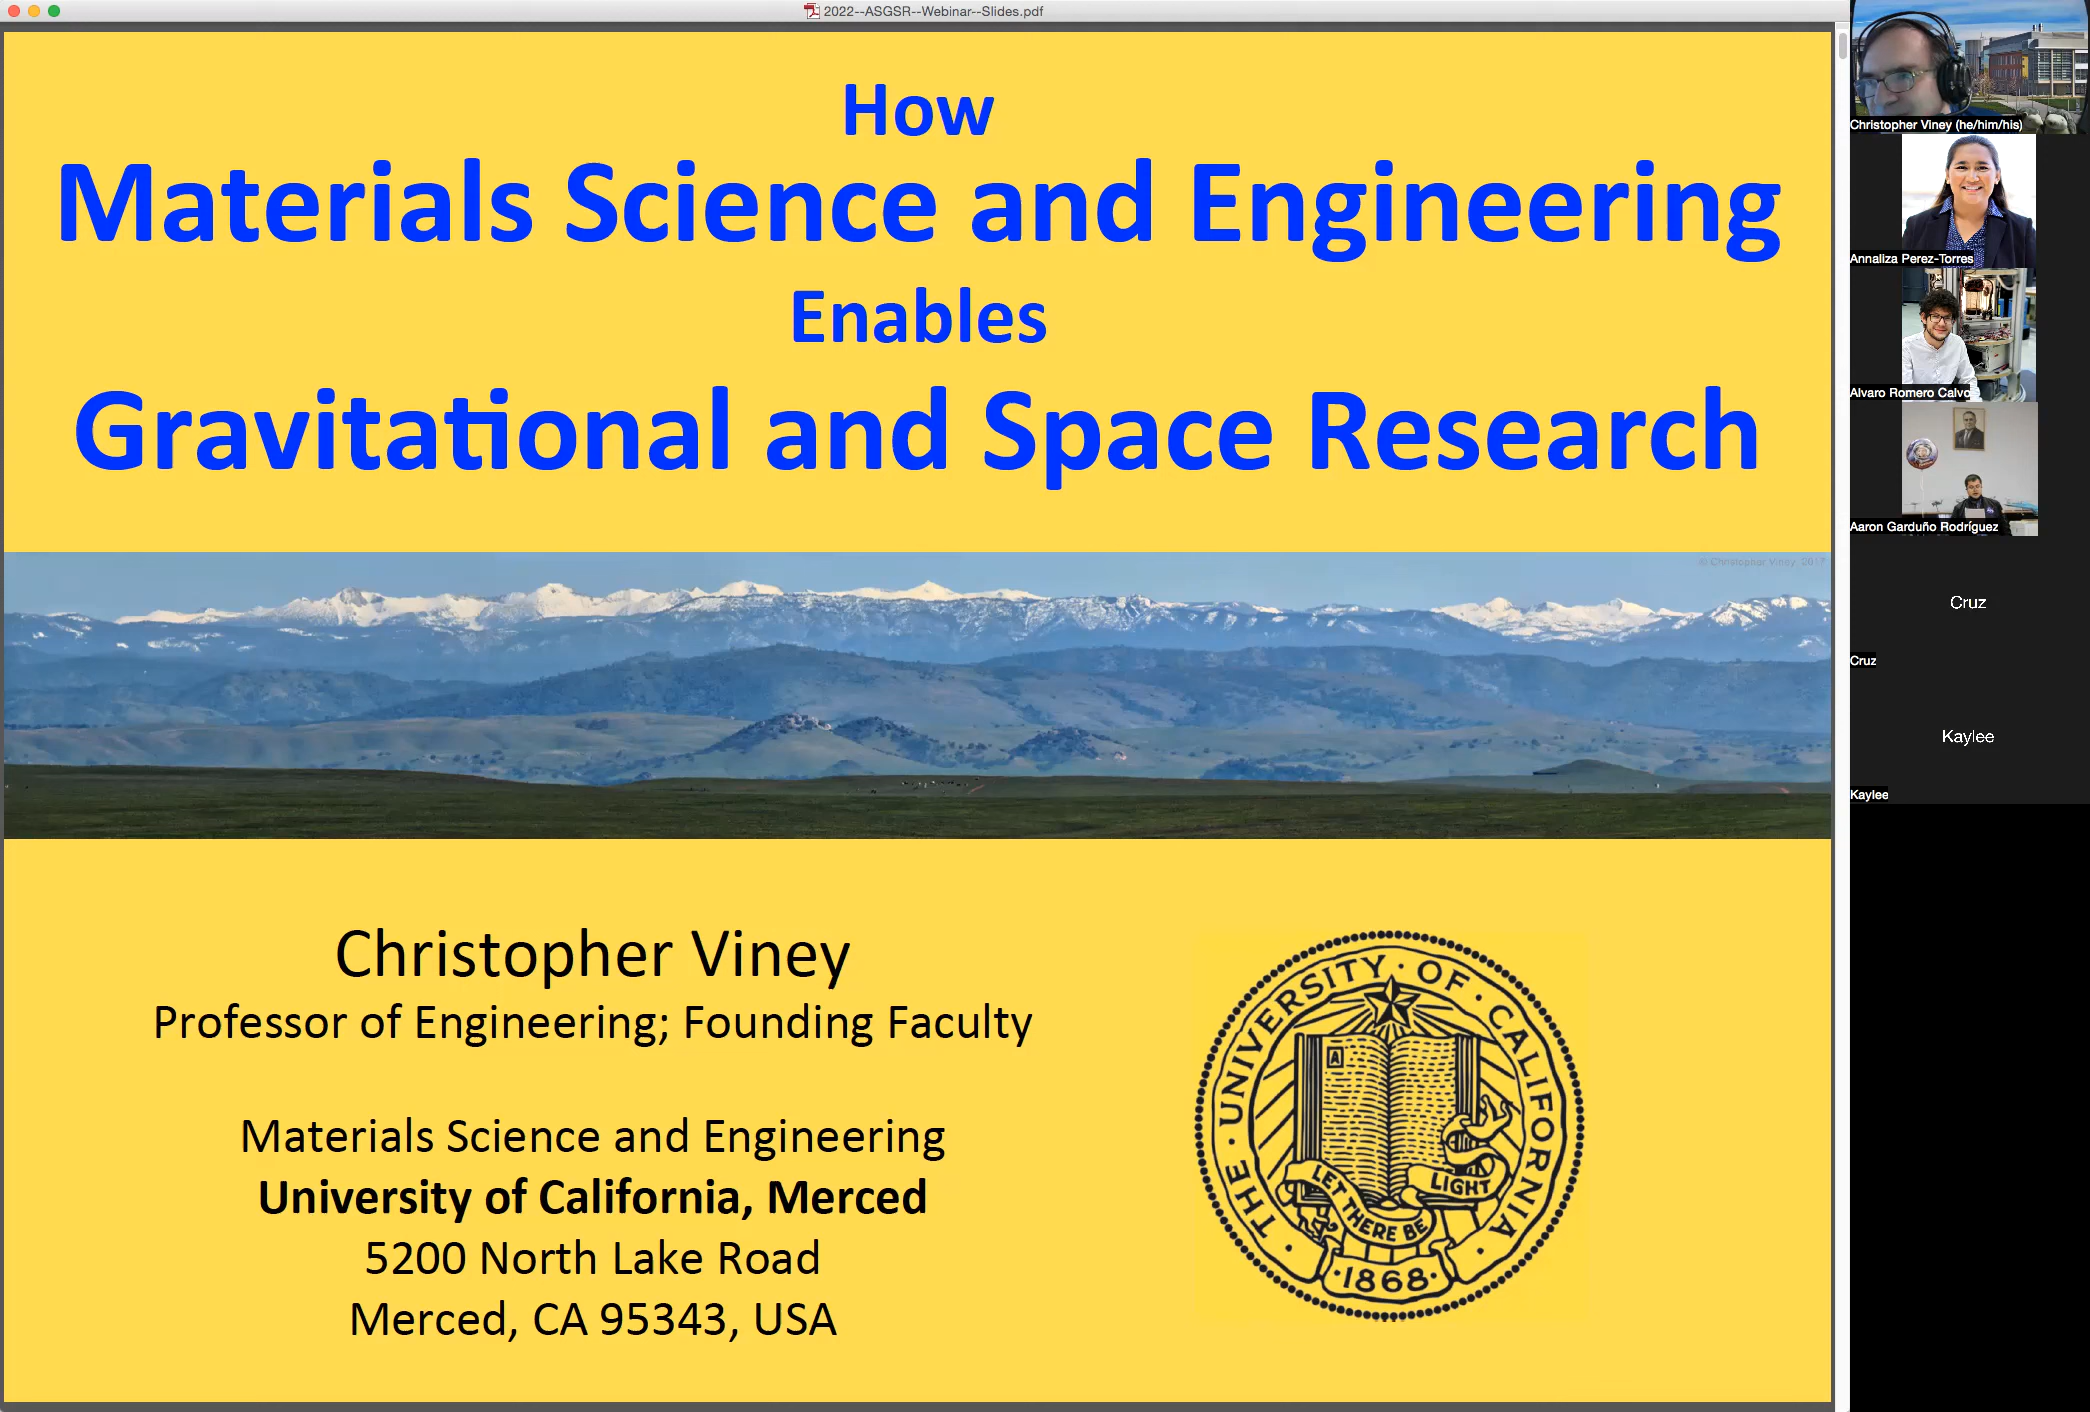 2022--ASGSR--Webinar--Slides.pdf
How
Materials Science and Engineering
Enables
Gravitational and Space Research
© Christopher Viney 2017
Christopher Viney
Professor of Engineering; Founding Faculty
Materials Science and Engineering
University of California, Merced
5200 North Lake Road
Merced, CA 95343, USA
THE · UNIVERSITY · OF · CALIFORNIA
A
LET THERE BE
LIGHT
·1868·
Christopher Viney (he/him/his)
Annaliza Perez-Torres
Alvaro Romero Calvo
Aaron Garduño Rodríguez
Cruz
Cruz
Kaylee
Kaylee